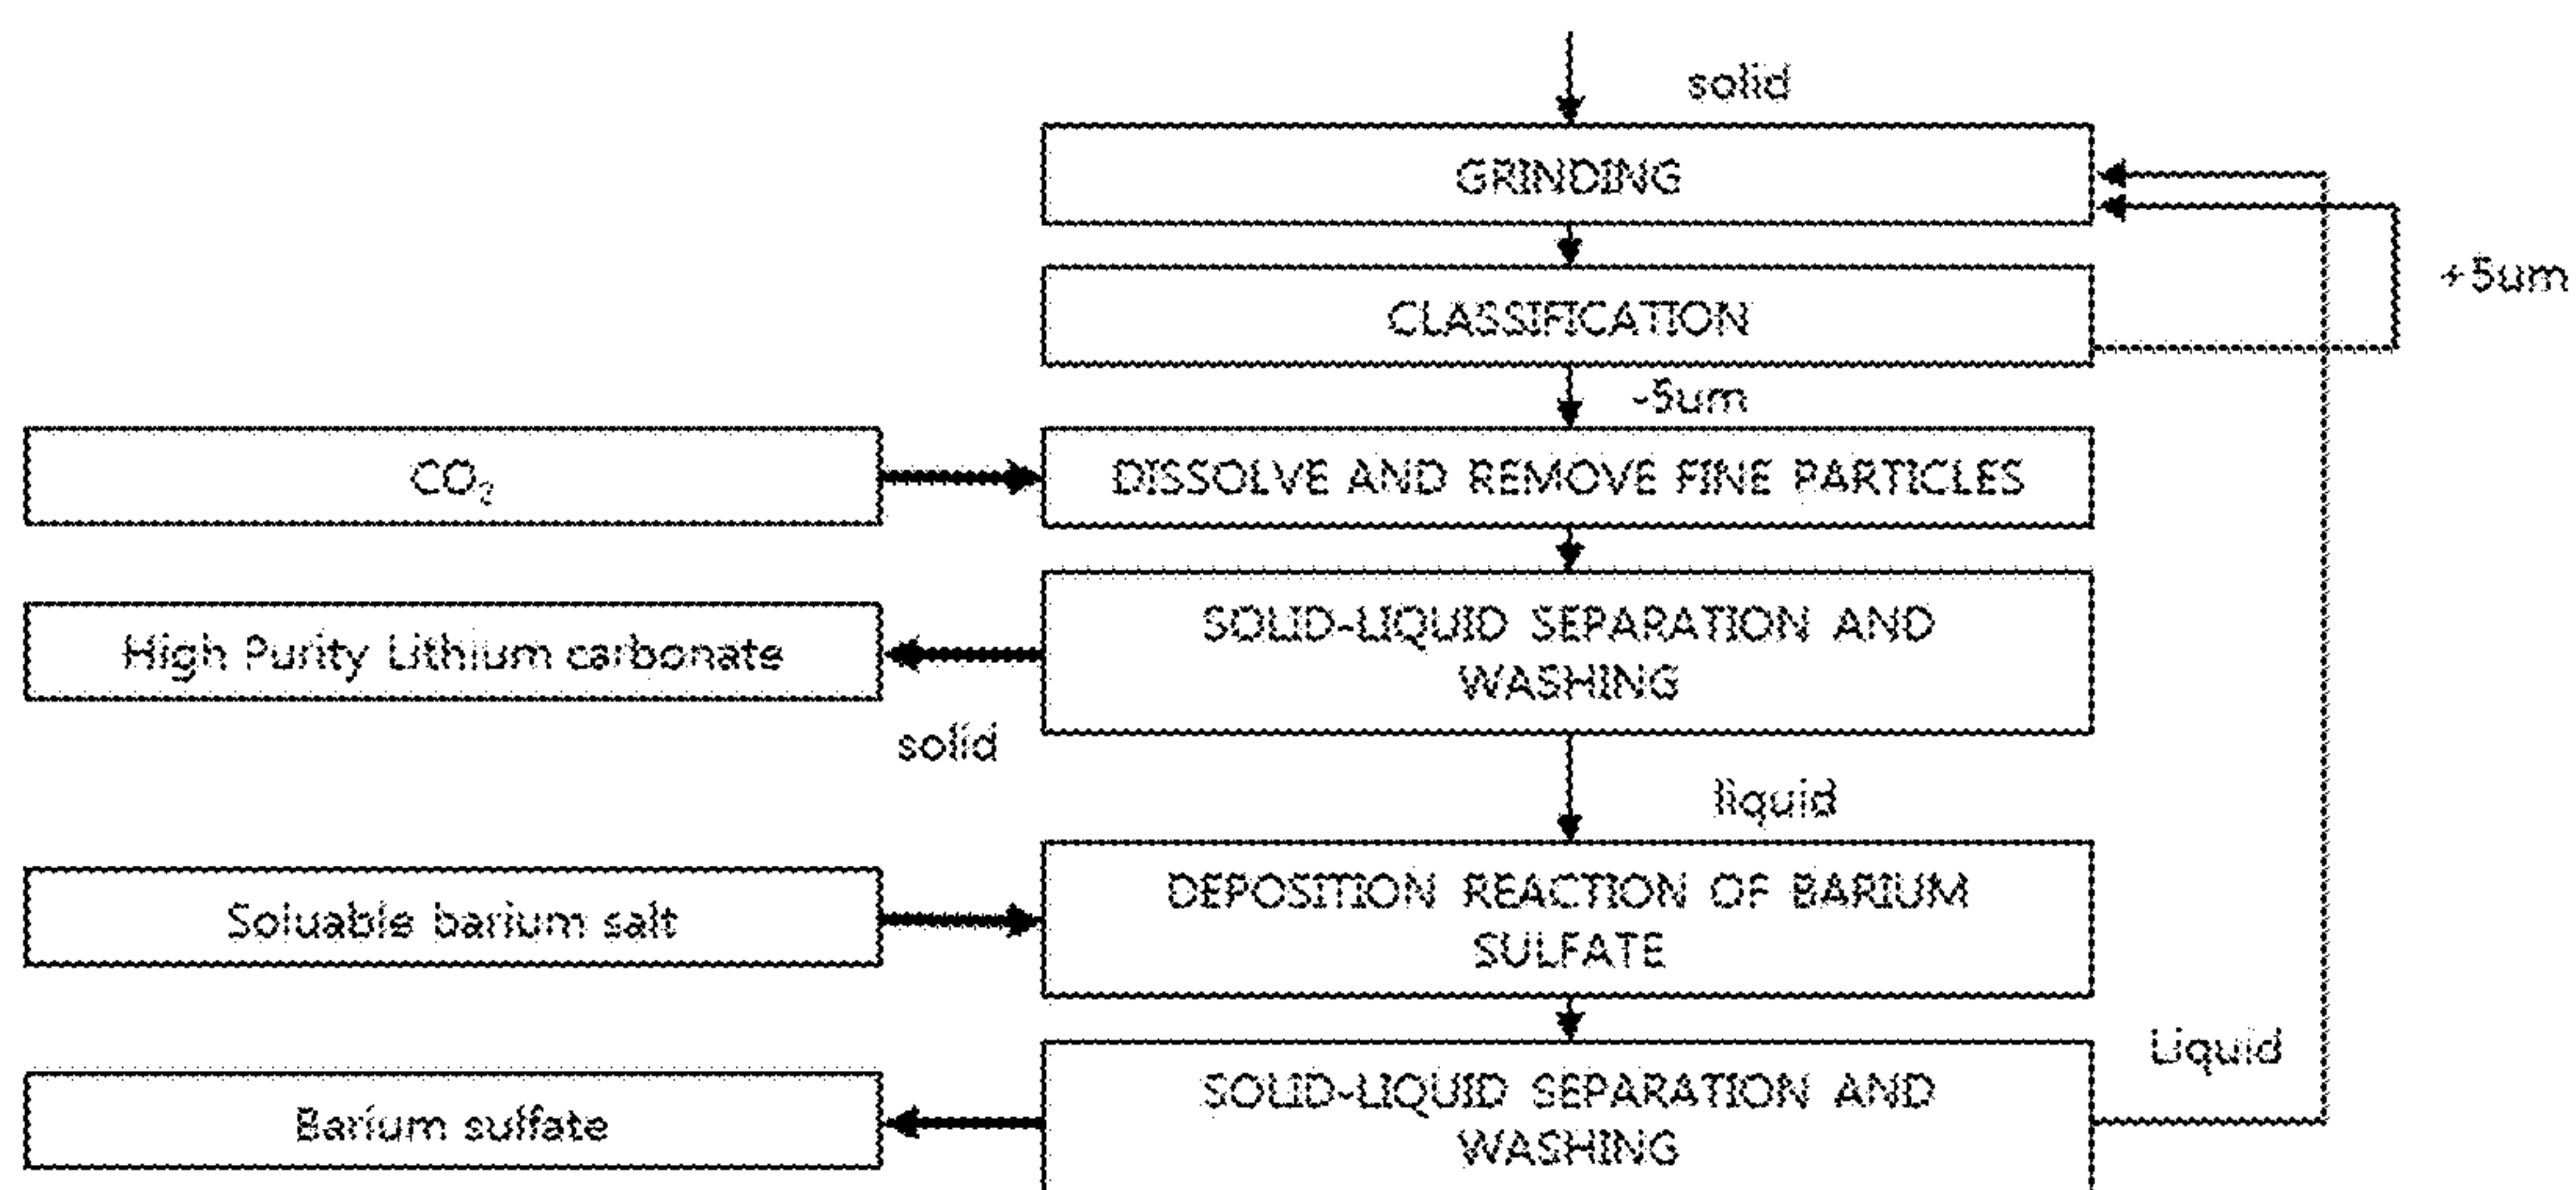 solid
GRINDING
+5um
CLASSIFICATION
-5um
CO₂
DISSOLVE AND REMOVE FINE PARTICLES
High Purity Lithium carbonate
SOLID-LIQUID SEPARATION AND
WASHING
solid
liquid
Soluable barium salt
DEPOSITION REACTION OF BARIUM
SULFATE
Liquid
Barium sulfate
SOLID-LIQUID SEPARATION AND
WASHING